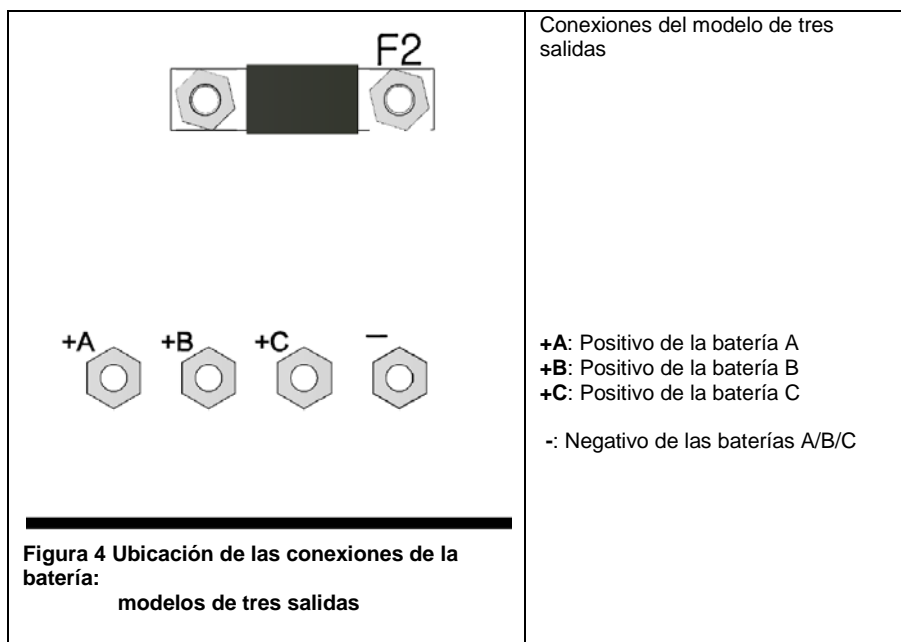 F2
+A +B +C −
Figura 4 Ubicación de las conexiones de la
batería:
modelos de tres salidas
Conexiones del modelo de tres
salidas
+A: Positivo de la batería A
+B: Positivo de la batería B
+C: Positivo de la batería C
-: Negativo de las baterías A/B/C